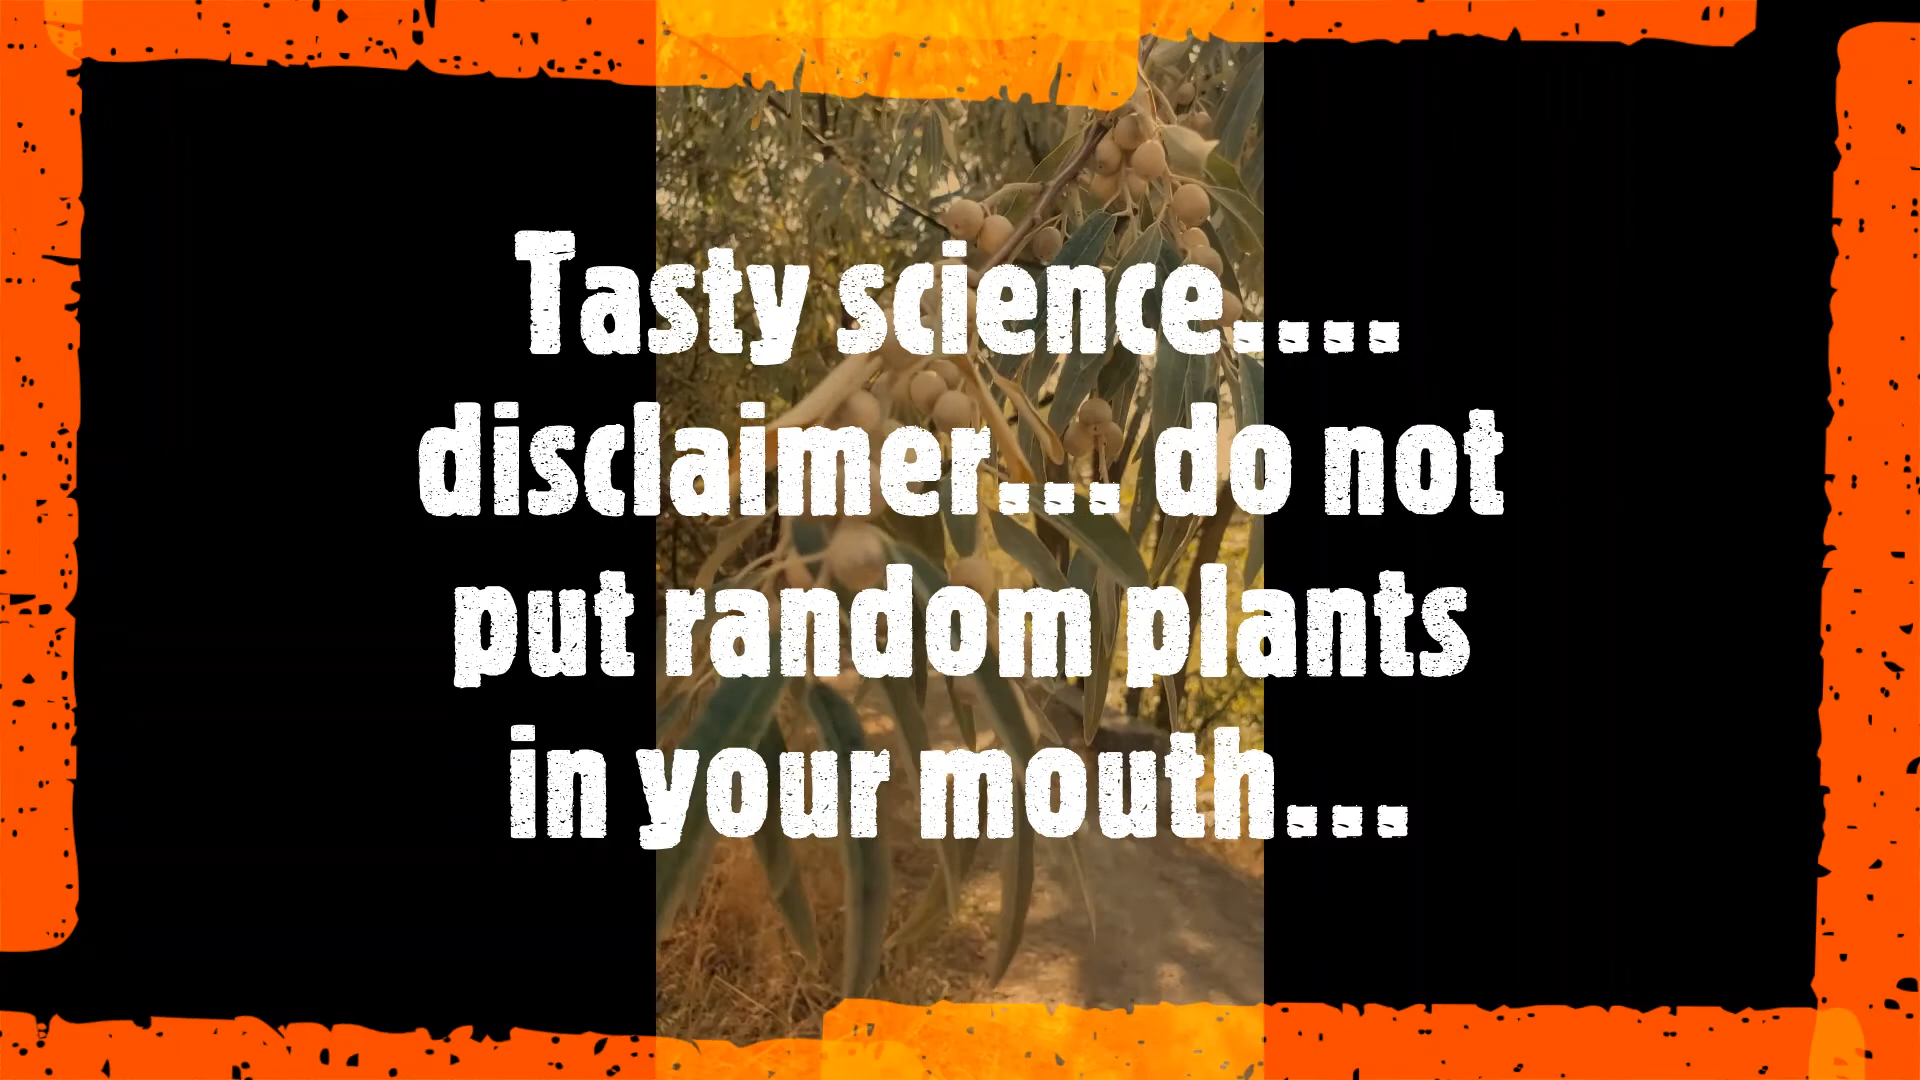 Tasty science....
disclaimer... do not
put random plants
in your mouth...